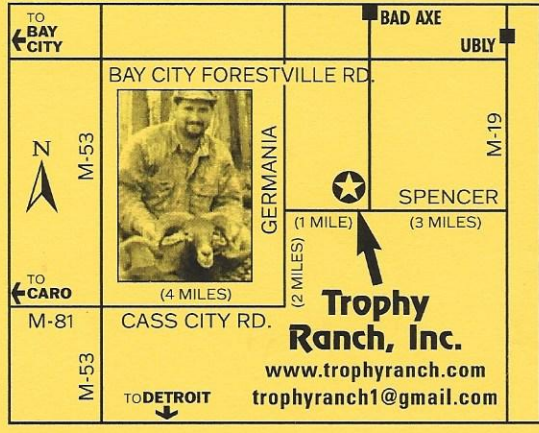 TO
BAY
CITY
BAD AXE
UBLY
BAY CITY FORESTVILLE RD.
N
M-53
GERMANIA
M-19
SPENCER
(1 MILE)
(3 MILES)
(2 MILES)
TO
CARO
(4 MILES)
M-81
CASS CITY RD.
M-53
TO DETROIT
Trophy
Ranch, Inc.
www.trophyranch.com
trophyranch1@gmail.com